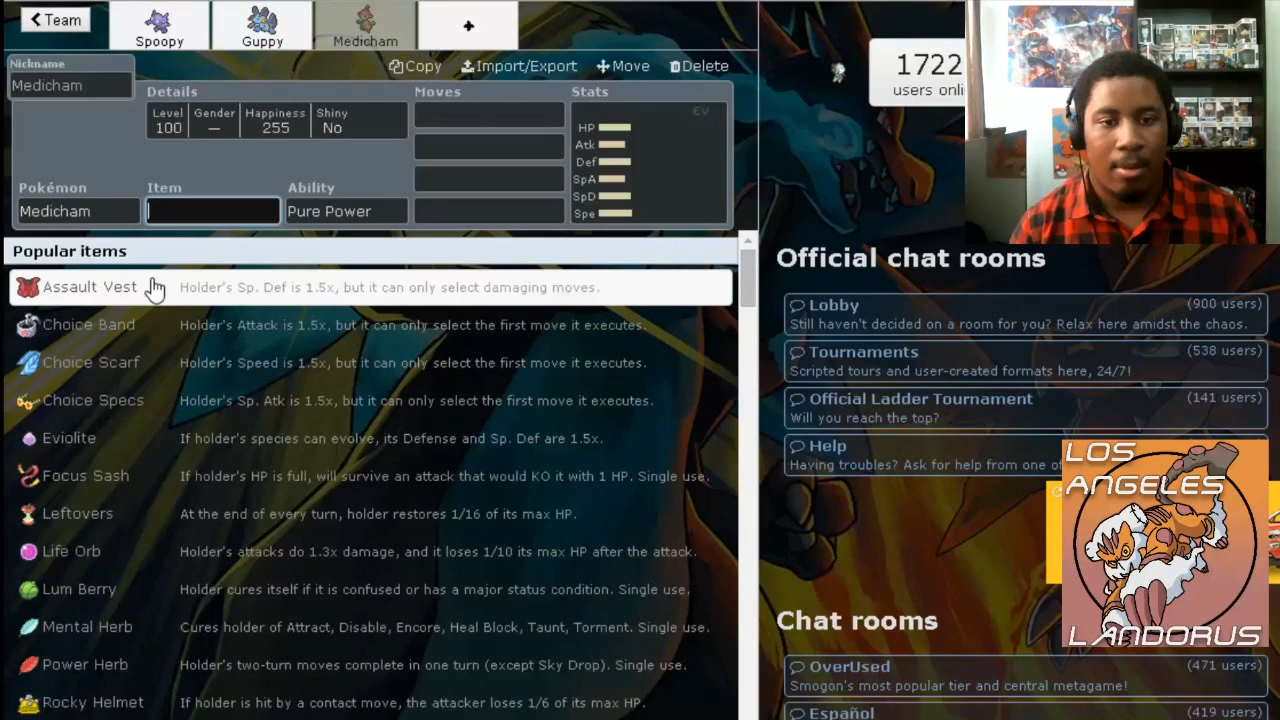 Team
Spoopy
Guppy
Medicham
+
Nickname
Medicham
Copy
Import/Export
Move
Delete
Details
Moves
Stats
Level
Gender
Happiness
Shiny
100
—
255
No
EV
HP
Atk
Def
SpA
SpD
Spe
Pokémon
Item
Ability
Medicham
Pure Power
Popular items
Assault Vest Holder's Sp. Def is 1.5x, but it can only select damaging moves.
Choice Band Holder's Attack is 1.5x, but it can only select the first move it executes.
Choice Scarf Holder's Speed is 1.5x, but it can only select the first move it executes.
Choice Specs Holder's Sp. Atk is 1.5x, but it can only select the first move it executes.
Eviolite If holder's species can evolve, its Defense and Sp. Def are 1.5x.
Focus Sash If holder's HP is full, will survive an attack that would KO it with 1 HP. Single use.
Leftovers At the end of every turn, holder restores 1/16 of its max HP.
Life Orb Holder's attacks do 1.3x damage, and it loses 1/10 its max HP after the attack.
Lum Berry Holder cures itself if it is confused or has a major status condition. Single use.
Mental Herb Cures holder of Attract, Disable, Encore, Heal Block, Taunt, Torment. Single use.
Power Herb Holder's two-turn moves complete in one turn (except Sky Drop). Single use.
Rocky Helmet If holder is hit by a contact move, the attacker loses 1/6 of its max HP.
1722
users onli
Official chat rooms
Lobby (900 users)
Still haven't decided on a room for you? Relax here amidst the chaos.
Tournaments (538 users)
Scripted tours and user-created formats here, 24/7!
Official Ladder Tournament (141 users)
Will you reach the top?
Help
Having troubles? Ask for help from one of
LOS
ANGELES
LANDORUS
Chat rooms
OverUsed (471 users)
Smogon's most popular tier and central metagame!
Español (419 users)